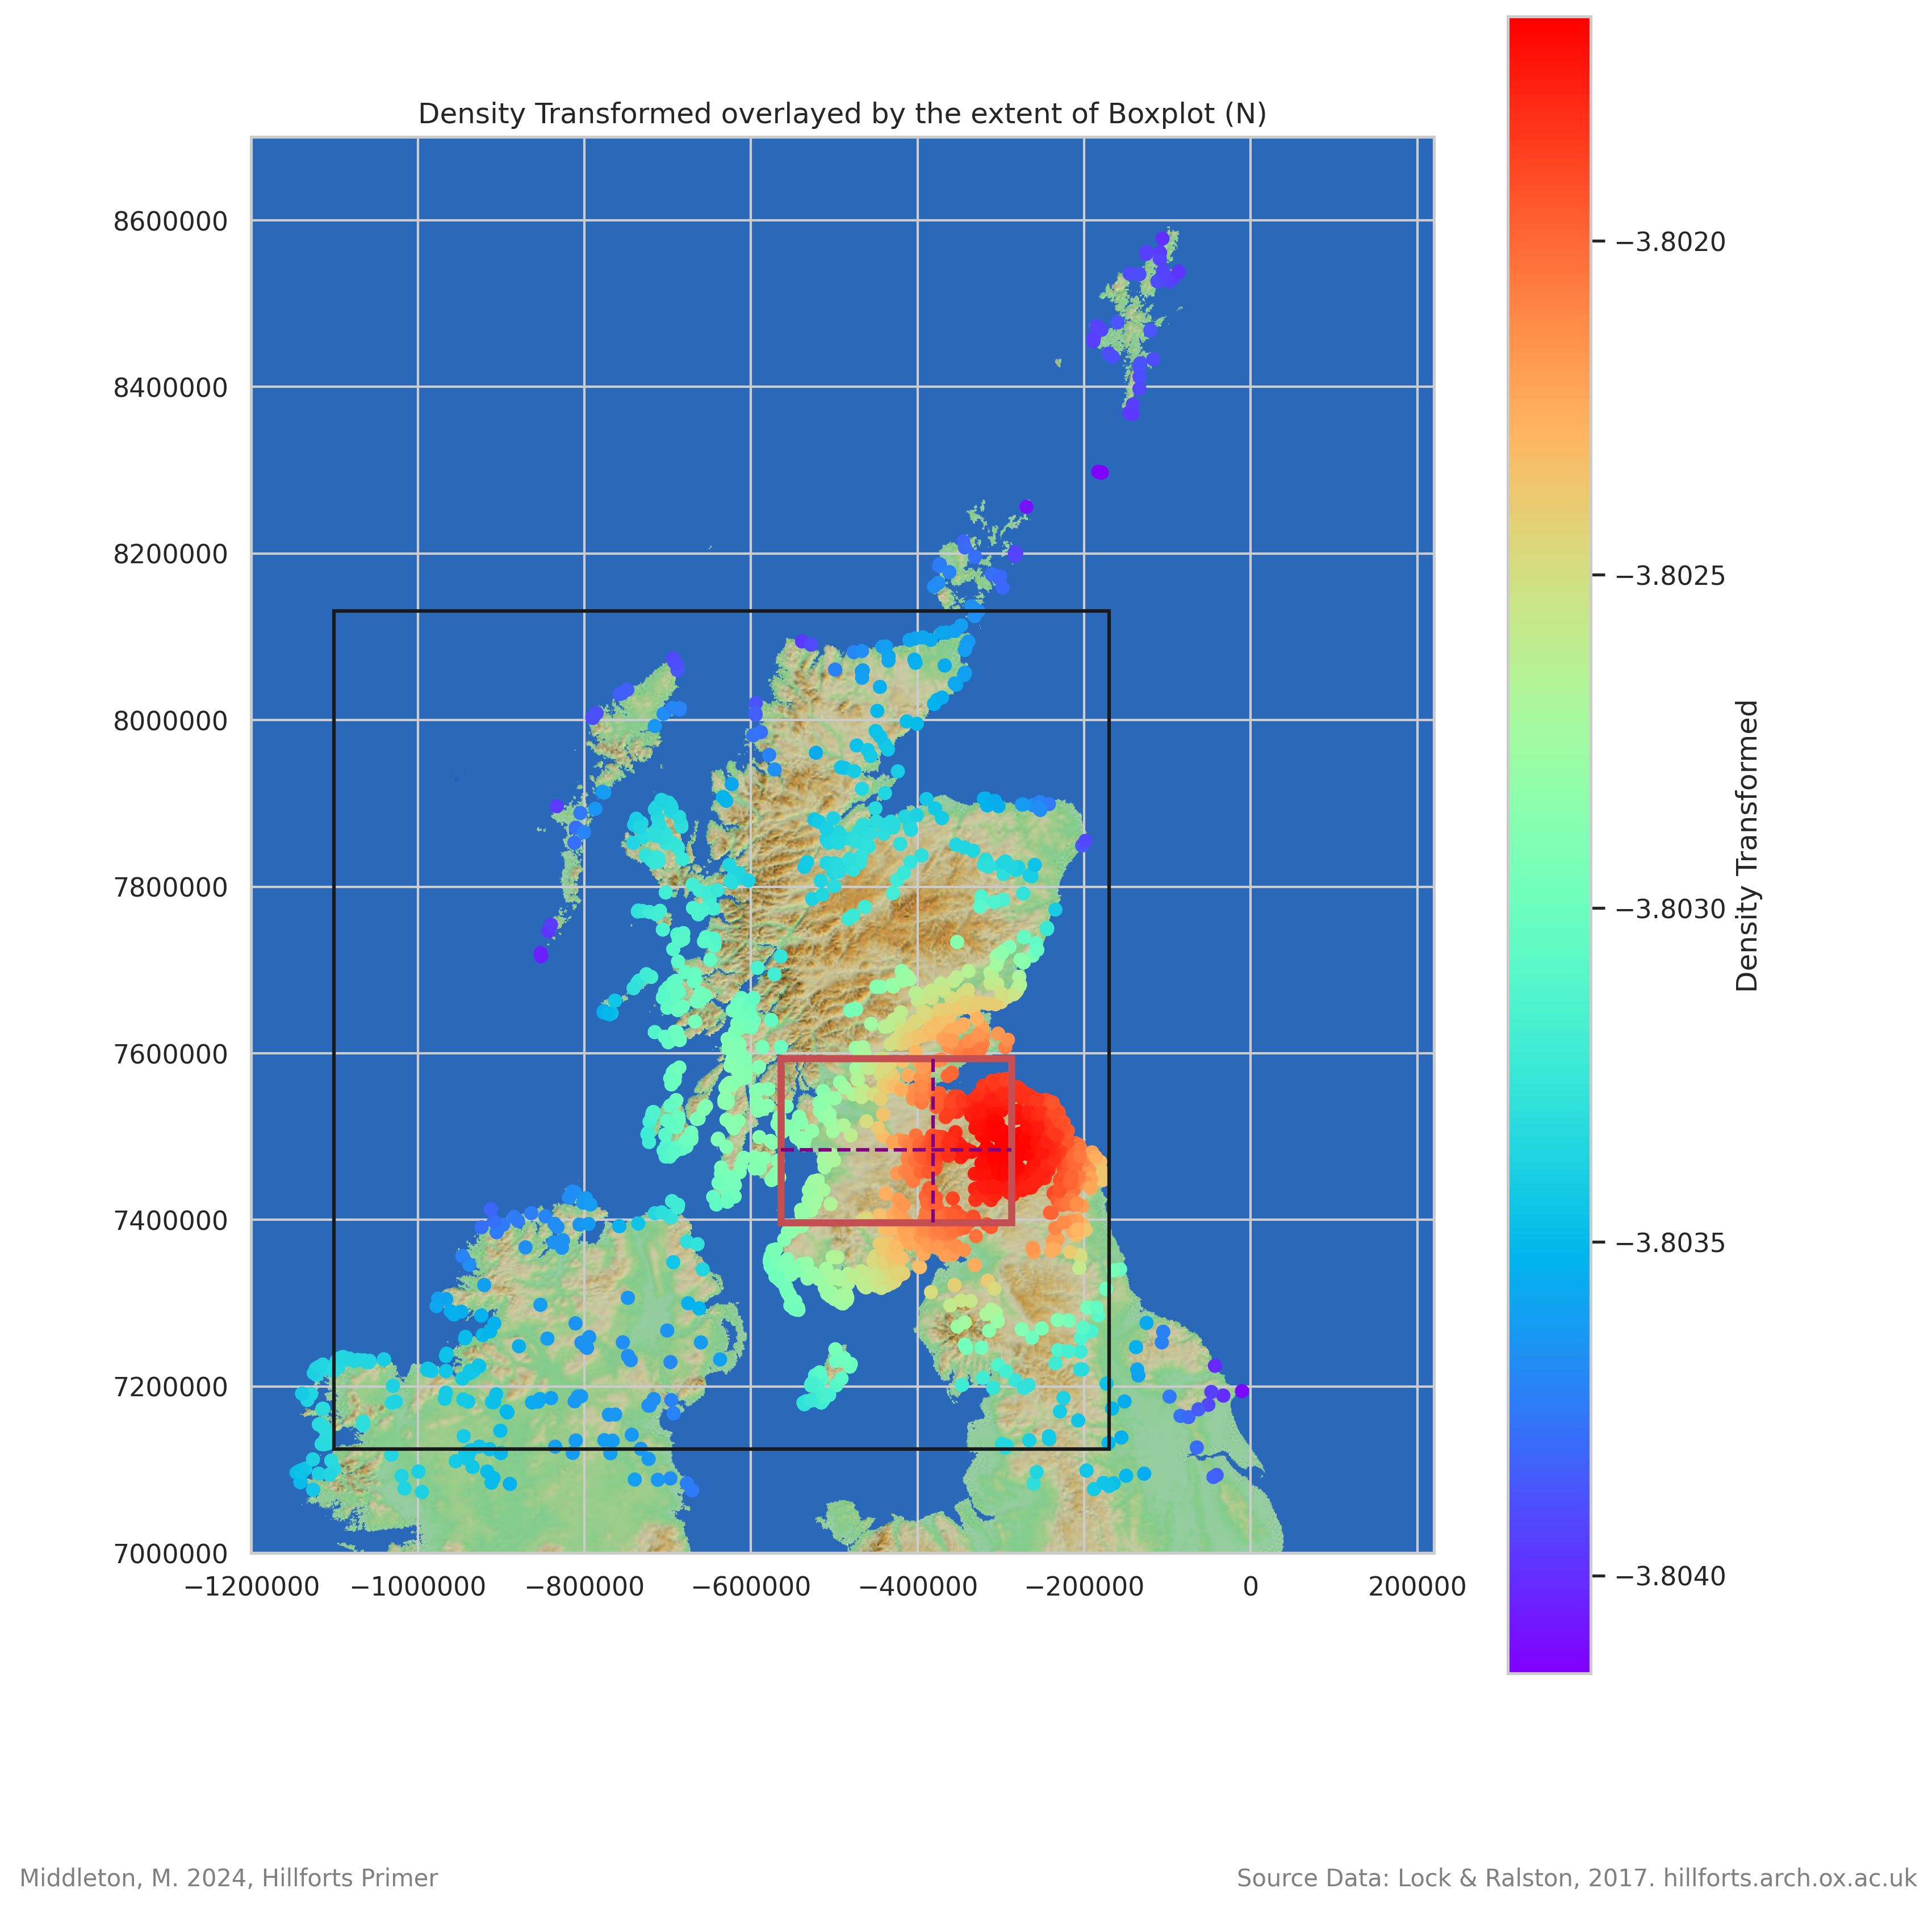 Density Transformed overlayed by the extent of Boxplot (N)
8600000
8400000
8200000
8000000
7800000
7600000
7400000
7200000
7000000
−1200000 −1000000 −800000 −600000 −400000 −200000 0 200000
−3.8020
−3.8025
−3.8030
−3.8035
−3.8040
Density Transformed
Middleton, M. 2024, Hillforts Primer
Source Data: Lock & Ralston, 2017. hillforts.arch.ox.ac.uk